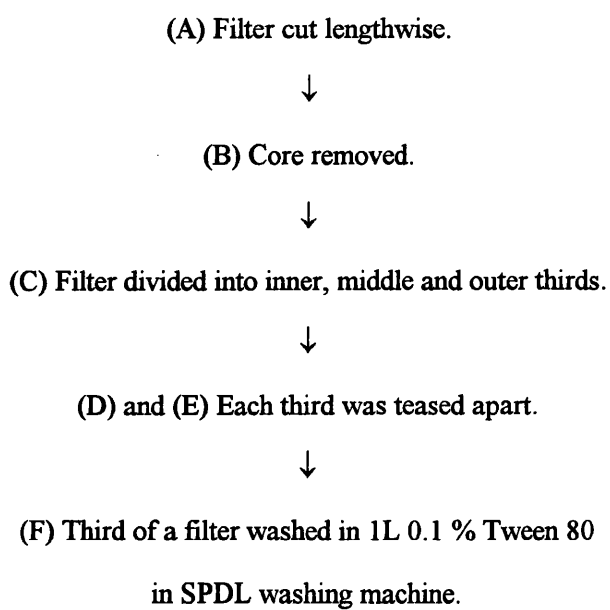 (A) Filter cut lengthwise.
↓
(B) Core removed.
↓
(C) Filter divided into inner, middle and outer thirds.
↓
(D) and (E) Each third was teased apart.
↓
(F) Third of a filter washed in 1L 0.1 % Tween 80
in SPDL washing machine.